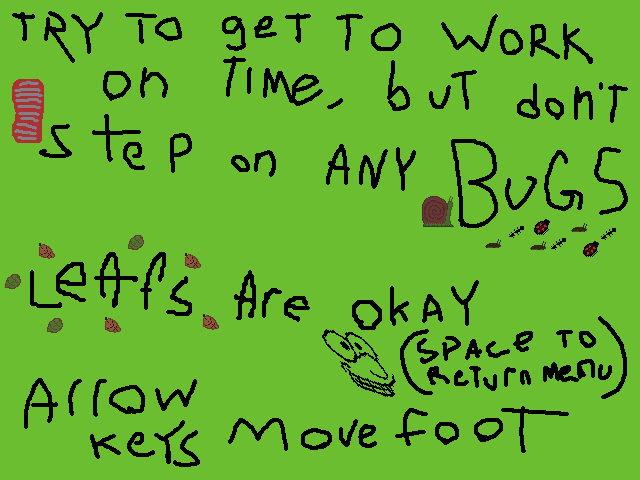 TRY TO get TO WORK
on TIME, but don't
step on ANY BUGS
LeAfs Are OKAY
(SPACE TO
Return Menu)
Arrow
Keys Move fooT